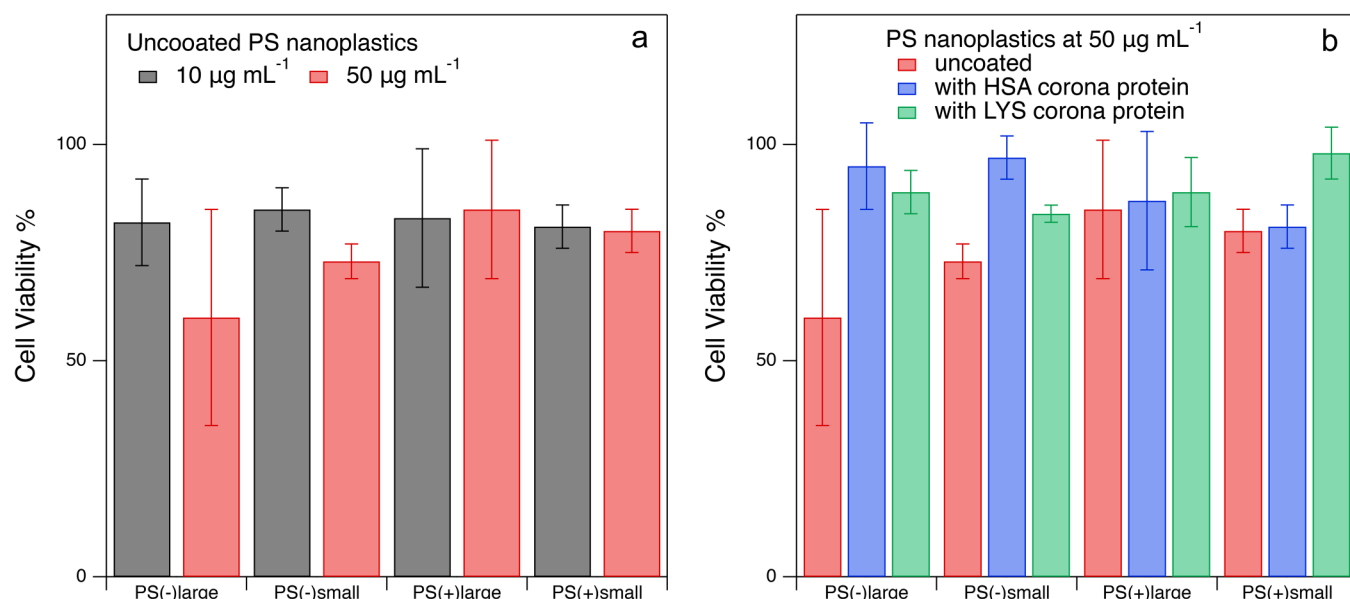 Uncooated PS nanoplastics
a
10 µg mL⁻¹ 50 µg mL⁻¹
Cell Viability %
100
50
0
PS(-)large PS(-)small PS(+)large PS(+)small
PS nanoplastics at 50 µg mL⁻¹
b
uncoated
with HSA corona protein
with LYS corona protein
Cell Viability %
100
50
0
PS(-)large PS(-)small PS(+)large PS(+)small